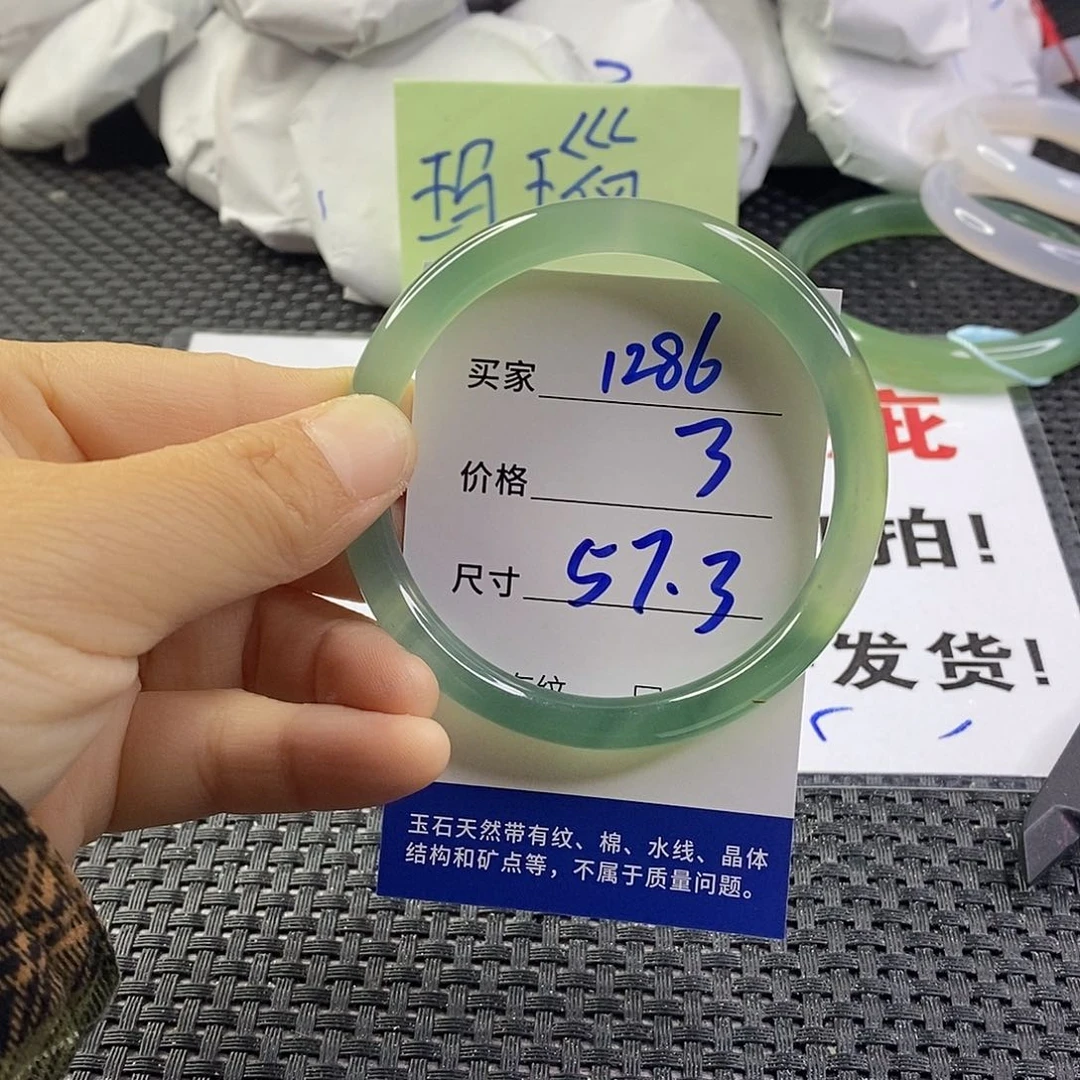 玛瑙
买家 1286
价格 3
尺寸 57.3
疵
拍!
发货!
玉石天然带有纹、棉、水线、晶体
结构和矿点等，不属于质量问题。